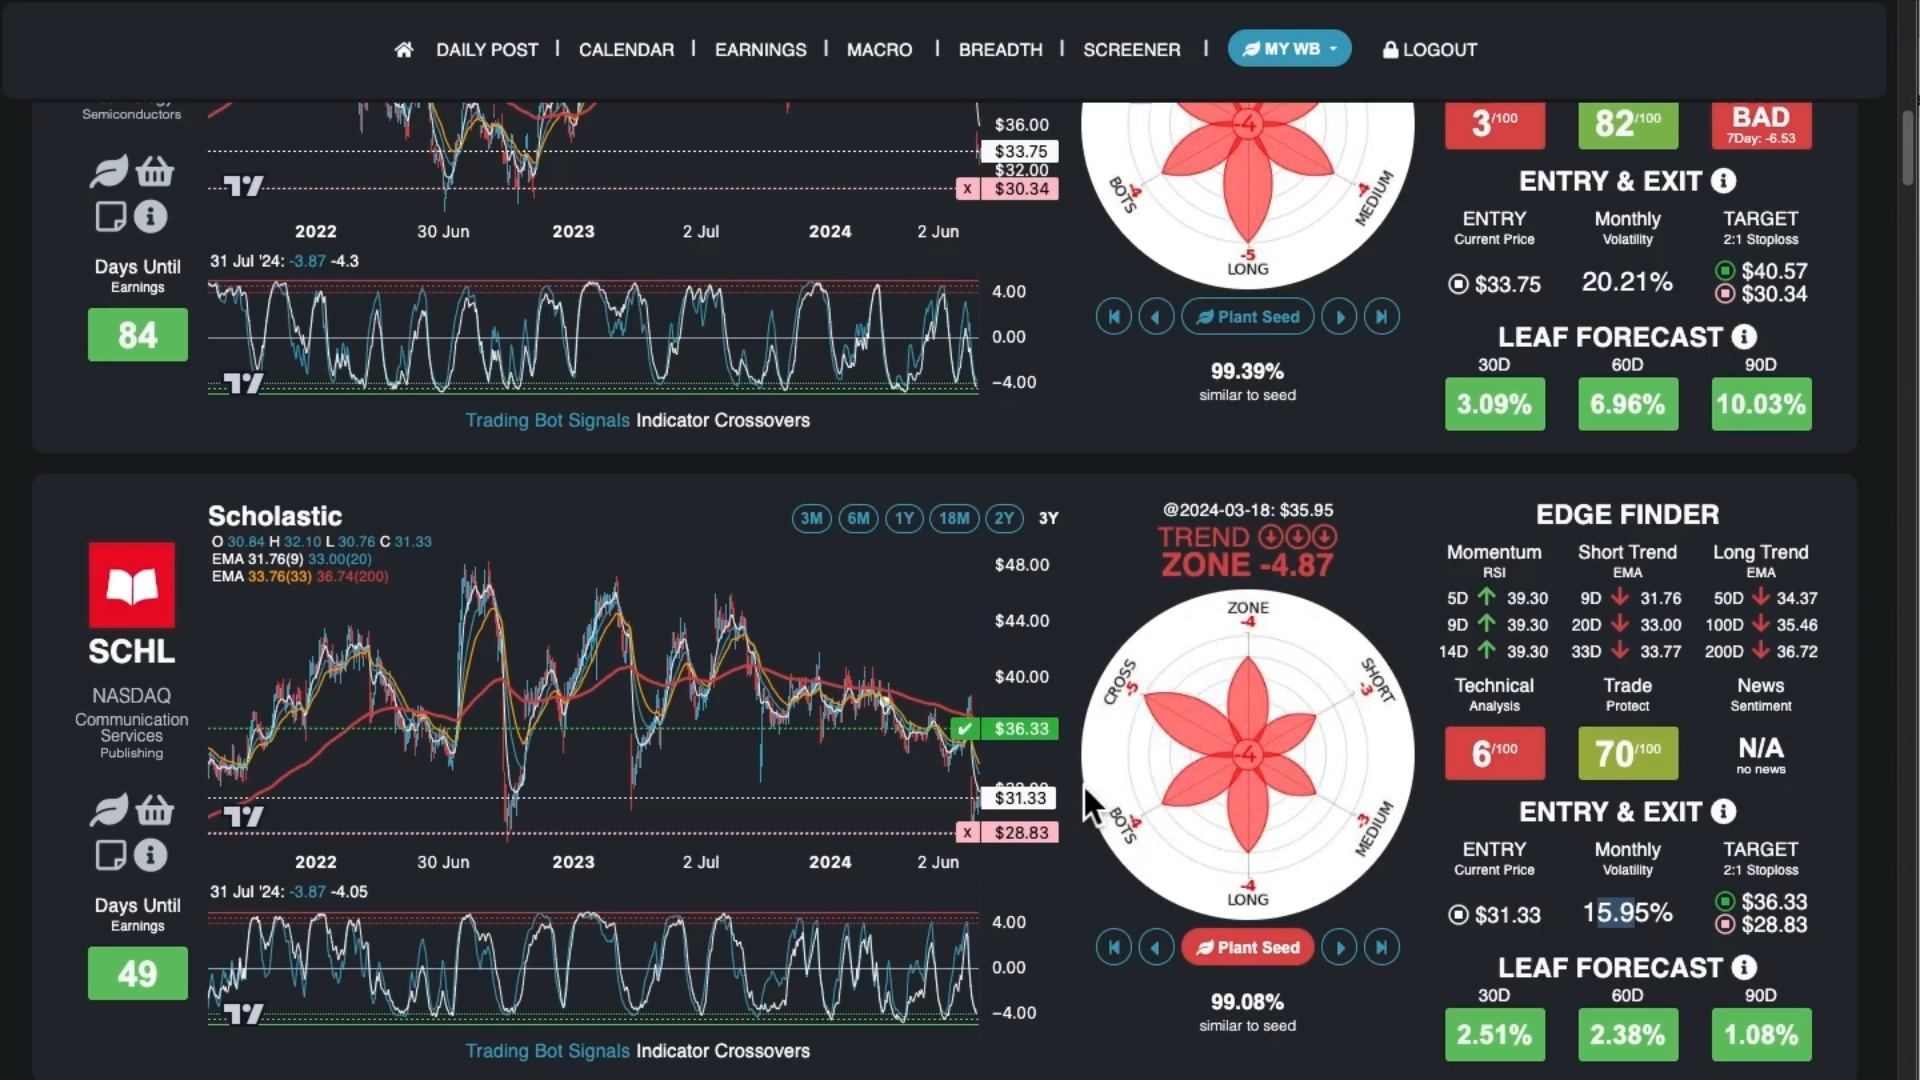 DAILY POST | CALENDAR | EARNINGS | MACRO | BREADTH | SCREENER | MY WB LOGOUT
Semiconductors
Days Until
Earnings
84
$36.00
$33.75
$32.00
x $30.34
2022 30 Jun 2023 2 Jul 2024 2 Jun
31 Jul '24: -3.87 -4.3
4.00
0.00
−4.00
Trading Bot Signals Indicator Crossovers
-4
BOTS
-4
MEDIUM
-4
-5
LONG
Plant Seed
99.39%
similar to seed
3/100 82/100 BAD
7Day: -6.53
ENTRY & EXIT
ENTRY Monthly TARGET
Current Price Volatility 2:1 Stoploss
$33.75 20.21% $40.57
$30.34
LEAF FORECAST
30D 60D 90D
3.09% 6.96% 10.03%
SCHL
NASDAQ
Communication
Services
Publishing
Days Until
Earnings
49
Scholastic
3M 6M 1Y 18M 2Y 3Y
O 30.84 H 32.10 L 30.76 C 31.33
EMA 31.76(9) 33.00(20)
EMA 33.76(33) 36.74(200)
$48.00
$44.00
$40.00
$36.33
$31.33
x $28.83
2022 30 Jun 2023 2 Jul 2024 2 Jun
31 Jul '24: -3.87 -4.05
4.00
0.00
−4.00
Trading Bot Signals Indicator Crossovers
@2024-03-18: $35.95
TREND
ZONE -4.87
ZONE
-4
CROSS
-5
SHORT
-3
-4
BOTS
-4
MEDIUM
-3
-4
LONG
Plant Seed
99.08%
similar to seed
EDGE FINDER
Momentum Short Trend Long Trend
RSI EMA EMA
5D 39.30 9D 31.76 50D 34.37
9D 39.30 20D 33.00 100D 35.46
14D 39.30 33D 33.77 200D 36.72
Technical Trade News
Analysis Protect Sentiment
6/100 70/100 N/A
no news
ENTRY & EXIT
ENTRY Monthly TARGET
Current Price Volatility 2:1 Stoploss
$31.33 15.95% $36.33
$28.83
LEAF FORECAST
30D 60D 90D
2.51% 2.38% 1.08%